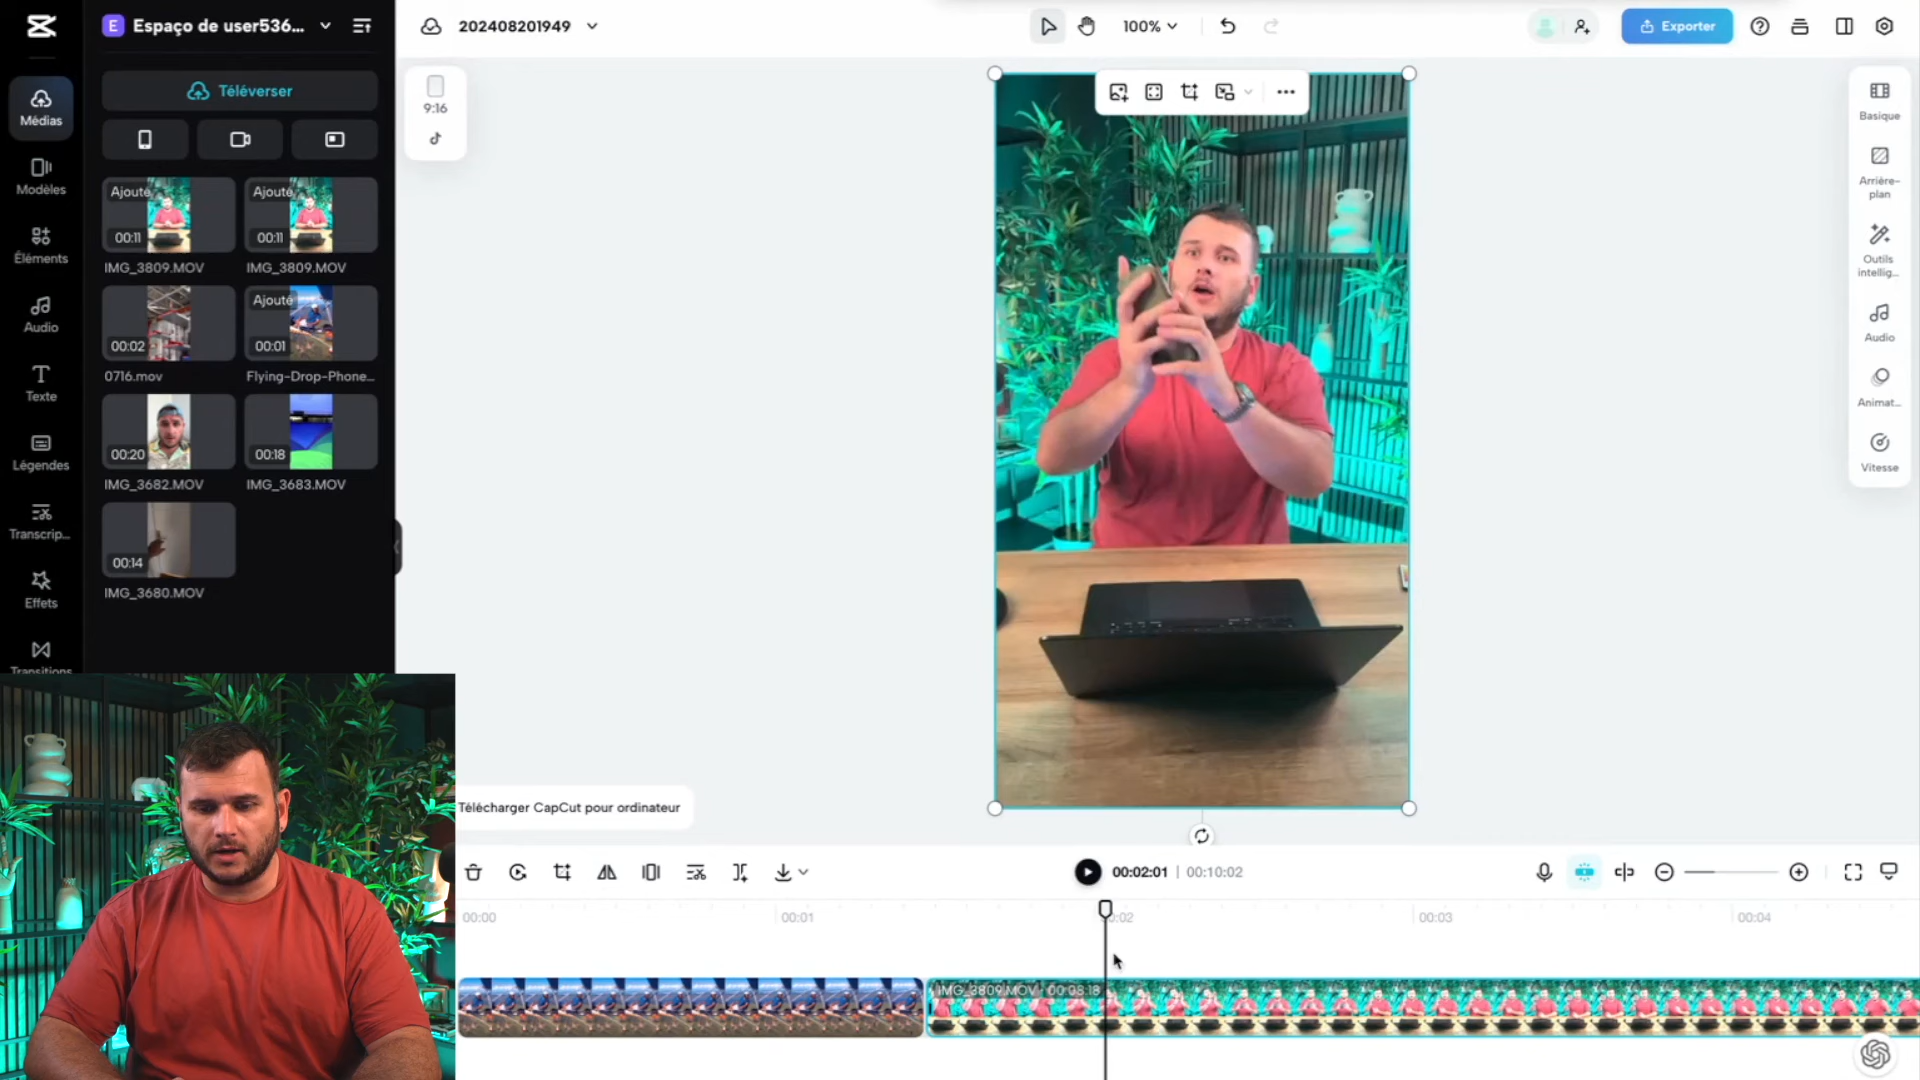 E Espace de user536...
202408201949
100%
Exporter
Téléverser
9:16
Médias
Modèles
Éléments
Audio
Texte
Légendes
Transcrip...
Effets
Transitions
Ajouté
00:11
IMG_3809.MOV
Ajouté
00:11
IMG_3809.MOV
00:02
0716.mov
Ajouté
00:01
Flying-Drop-Phone...
00:20
IMG_3682.MOV
00:18
IMG_3683.MOV
00:14
IMG_3680.MOV
Basique
Arrière-
plan
Outils
intellig...
Audio
Animat...
Vitesse
Télécharger CapCut pour ordinateur
00:02:01 | 00:10:02
00:00
00:01
:02
00:03
00:04
IMG_3809.MOV - 00:08:18